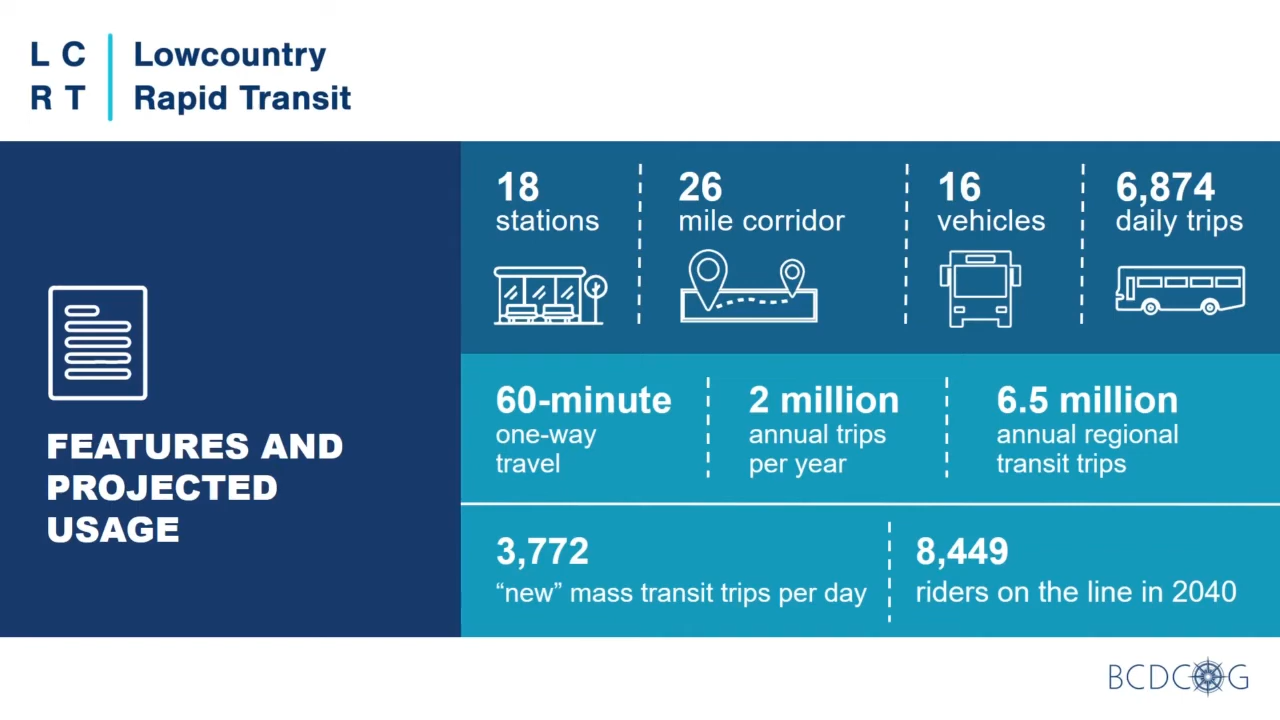 L C
R T
Lowcountry
Rapid Transit
FEATURES AND
PROJECTED
USAGE
18
stations
26
mile corridor
16
vehicles
6,874
daily trips
60-minute
one-way
travel
2 million
annual trips
per year
6.5 million
annual regional
transit trips
3,772
“new” mass transit trips per day
8,449
riders on the line in 2040
BCDCOG